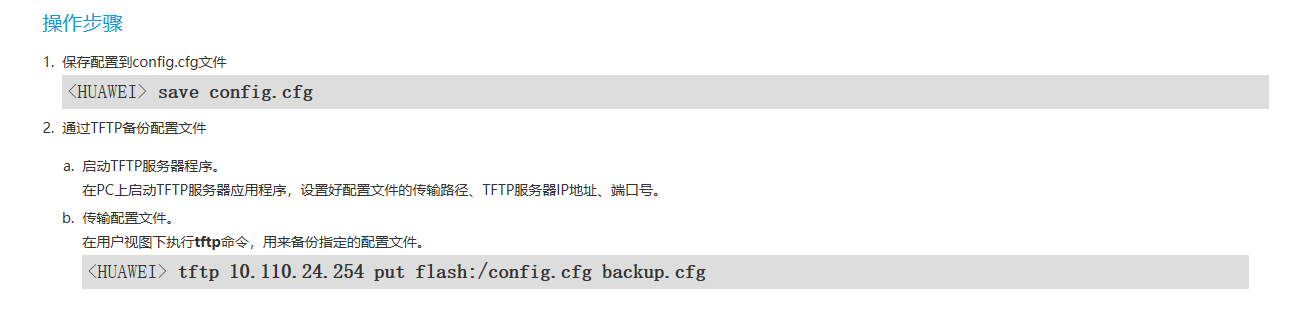 操作步骤
1. 保存配置到config.cfg文件
<HUAWEI> save config.cfg
2. 通过TFTP备份配置文件
a. 启动TFTP服务器程序。
在PC上启动TFTP服务器应用程序，设置好配置文件的传输路径、TFTP服务器IP地址、端口号。
b. 传输配置文件。
在用户视图下执行tftp命令，用来备份指定的配置文件。
<HUAWEI> tftp 10.110.24.254 put flash:/config.cfg backup.cfg